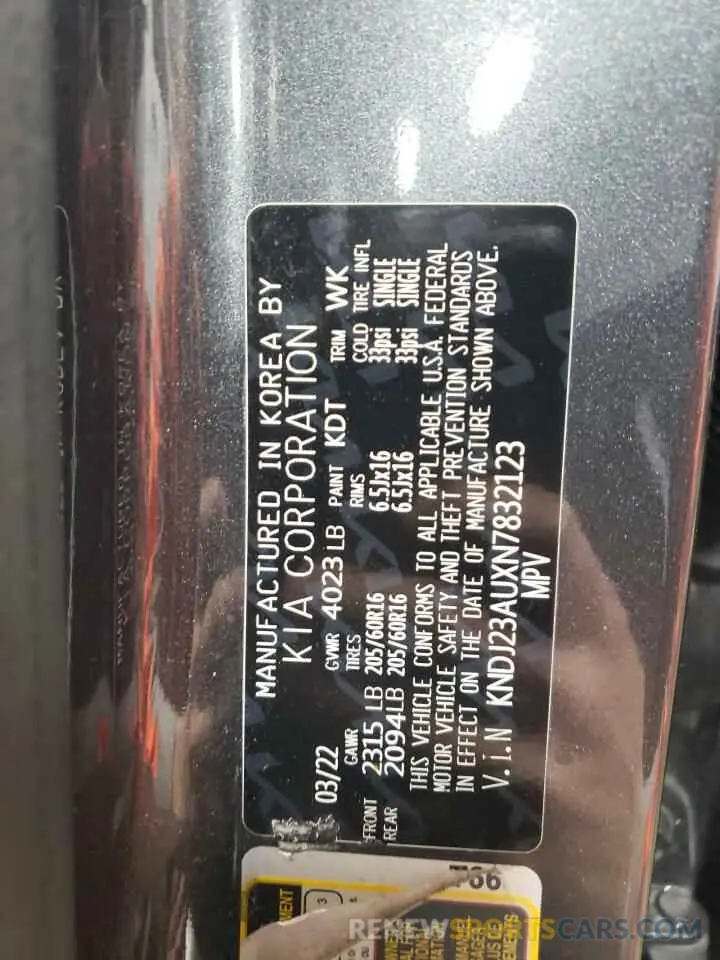 MANUFACTURED IN KOREA BY
KIA CORPORATION
03/22 GVWR 4023 LB PAINT KDT TRIM WK
GAWR TIRES RIMS COLD TIRE INFL
FRONT 2315 LB 205/60R16 6.5Jx16 33psi SINGLE
REAR 2094LB 205/60R16 6.5Jx16 33psi SINGLE
THIS VEHICLE CONFORMS TO ALL APPLICABLE U.S.A. FEDERAL
MOTOR VEHICLE SAFETY AND THEFT PREVENTION STANDARDS
IN EFFECT ON THE DATE OF MANUFACTURE SHOWN ABOVE.
V.i.N KNDJ23AUXN7832123
MPV
PLUS DE
RENEWSPORTSCARS.COM